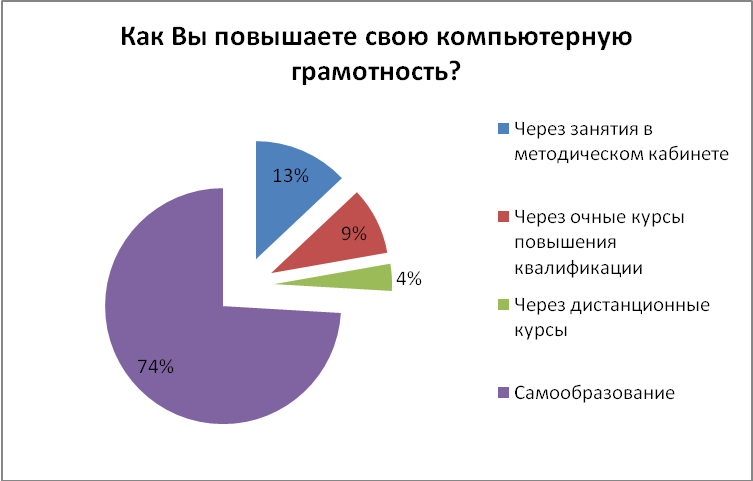 Как Вы повышаете свою компьютерную
грамотность?
13%
9%
4%
74%
Через занятия в
методическом кабинете
Через очные курсы
повышения
квалификации
Через дистанционные
курсы
Самообразование